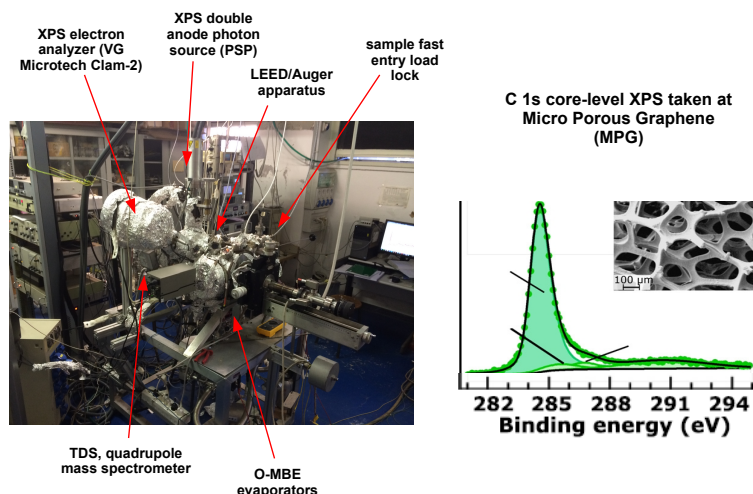 XPS electron
analyzer (VG
Microtech Clam-2)
XPS double
anode photon
source (PSP)
LEED/Auger
apparatus
sample fast
entry load
lock
TDS, quadrupole
mass spectrometer
O-MBE
evaporators
C 1s core-level XPS taken at
Micro Porous Graphene
(MPG)
100 µm
282 285 288 291 294
Binding energy (eV)